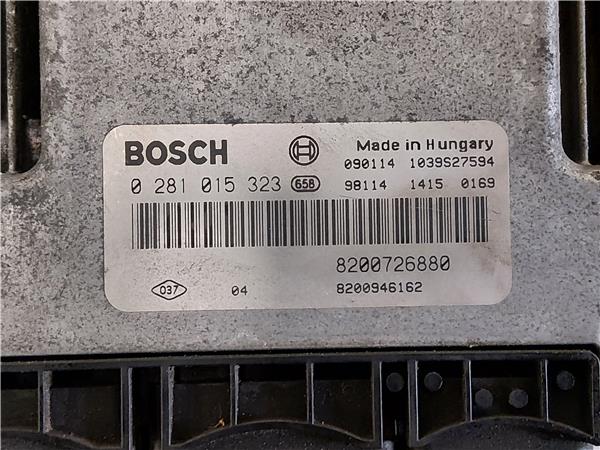 BOSCH
Made in Hungary
090114 1039S27594
0 281 015 323 658
98114 1415 0169
8200726880
037 04 8200946162